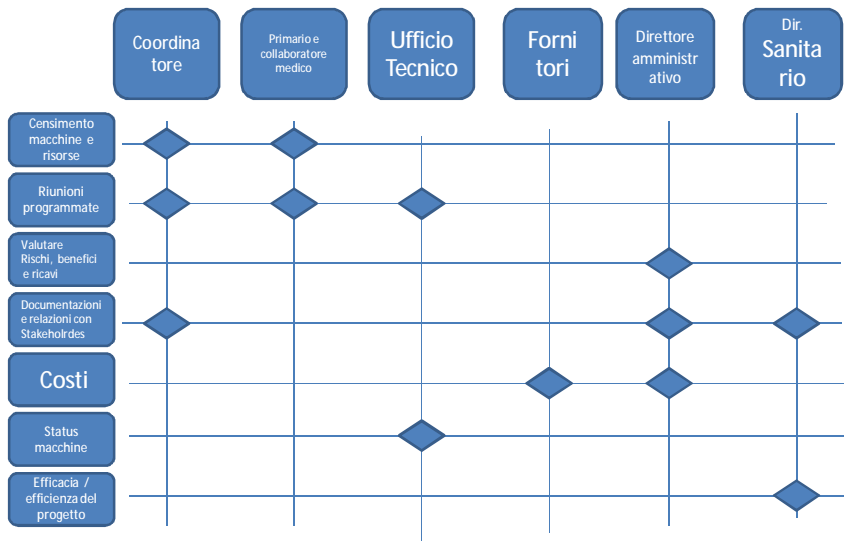 Coordina
tore
Primario e
collaboratore
medico
Ufficio
Tecnico
Forni
tori
Direttore
amministr
ativo
Dir.
Sanita
rio
Censimento
macchine e
risorse
Riunioni
programmate
Valutare
Rischi, benefici
e ricavi
Documentazioni
e relazioni con
Stakeholrdes
Costi
Status
macchine
Efficacia /
efficienza del
progetto